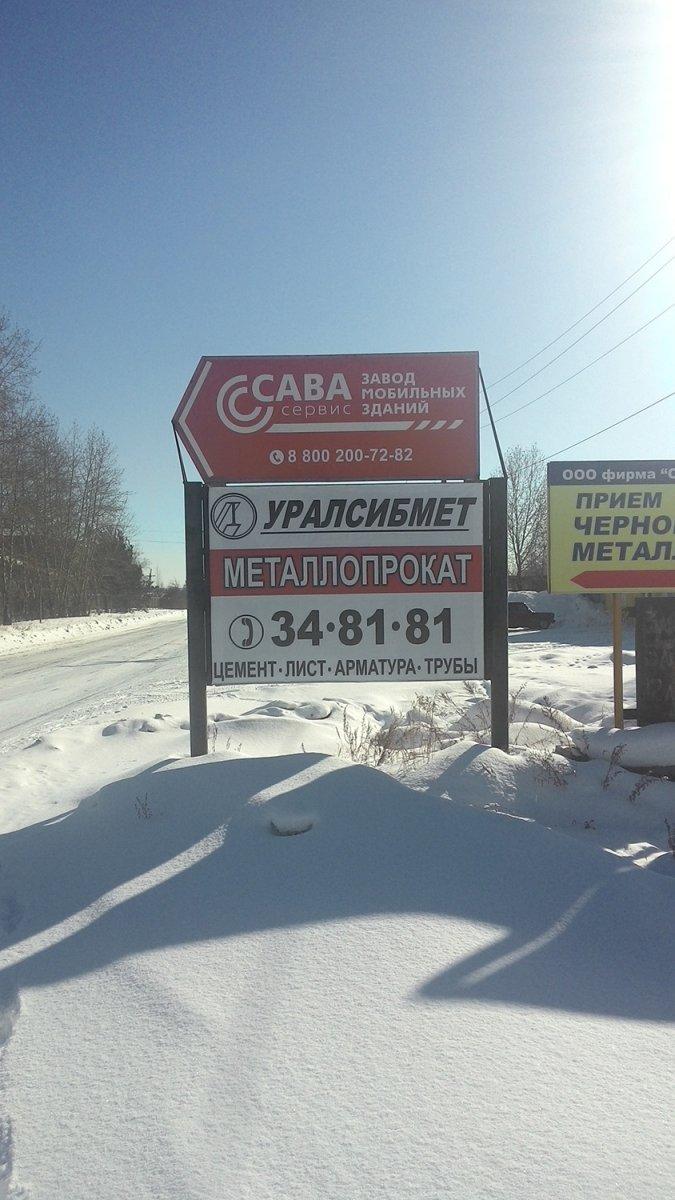 САВА
сервис
ЗАВОД
МОБИЛЬНЫХ
ЗДАНИЙ
8 800 200-72-82
УРАЛСИБМЕТ
МЕТАЛЛОПРОКАТ
34·81·81
ЦЕМЕНТ·ЛИСТ·АРМАТУРА·ТРУБЫ
ООО фирма
ПРИЕМ